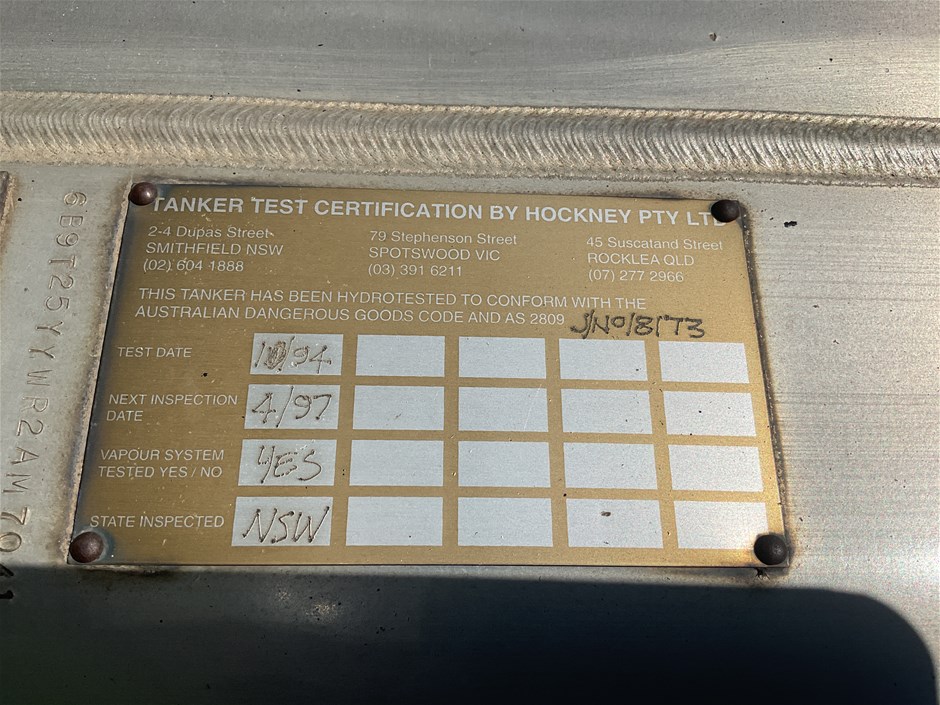 TANKER TEST CERTIFICATION BY HOCKNEY PTY LTD
2-4 Dupas Street
SMITHFIELD NSW
(02) 604 1888
79 Stephenson Street
SPOTSWOOD VIC
(03) 391 6211
45 Suscatand Street
ROCKLEA QLD
(07) 277 2966
THIS TANKER HAS BEEN HYDROTESTED TO CONFORM WITH THE
AUSTRALIAN DANGEROUS GOODS CODE AND AS 2809 S/NO18173
TEST DATE 10/94
NEXT INSPECTION DATE 4/97
VAPOUR SYSTEM
TESTED YES / NO YES
STATE INSPECTED NSW
6B9T25YYWR2AM7041